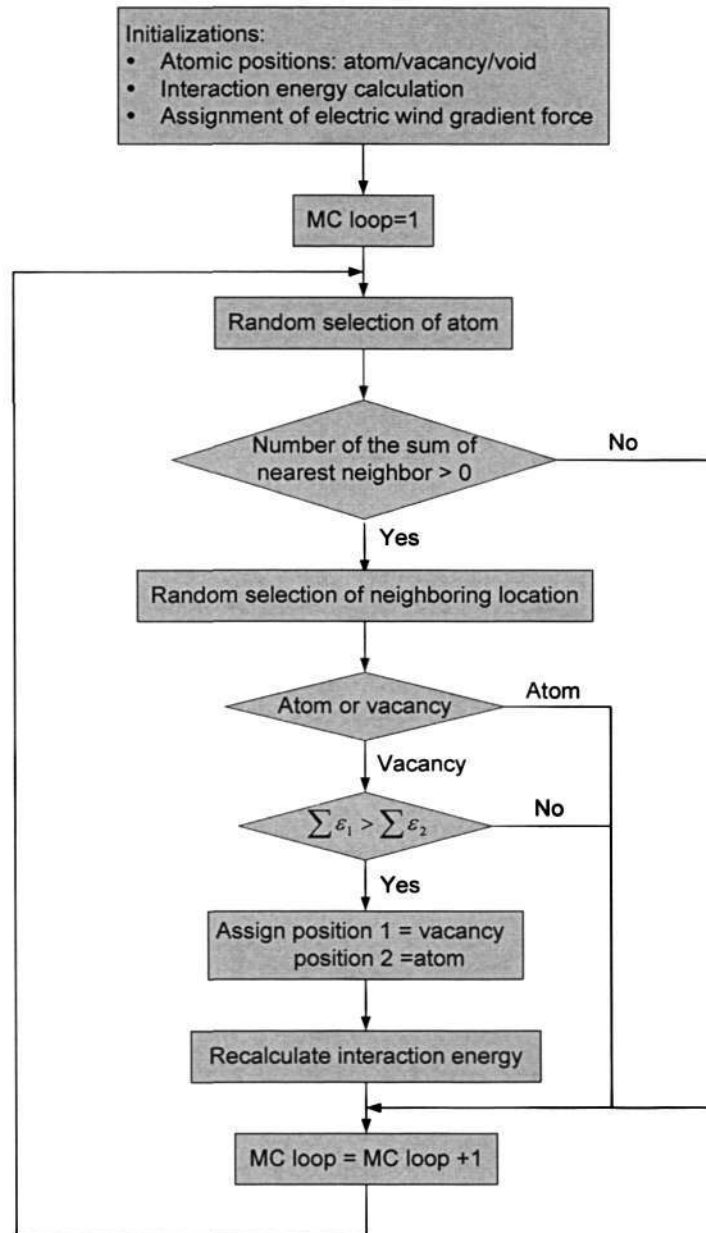 Initializations:
• Atomic positions: atom/vacancy/void
• Interaction energy calculation
• Assignment of electric wind gradient force
MC loop=1
Random selection of atom
Number of the sum of
nearest neighbor > 0
No
Yes
Random selection of neighboring location
Atom or vacancy
Atom
Vacancy
∑ ε₁ > ∑ ε₂
No
Yes
Assign position 1 = vacancy
position 2 =atom
Recalculate interaction energy
MC loop = MC loop +1